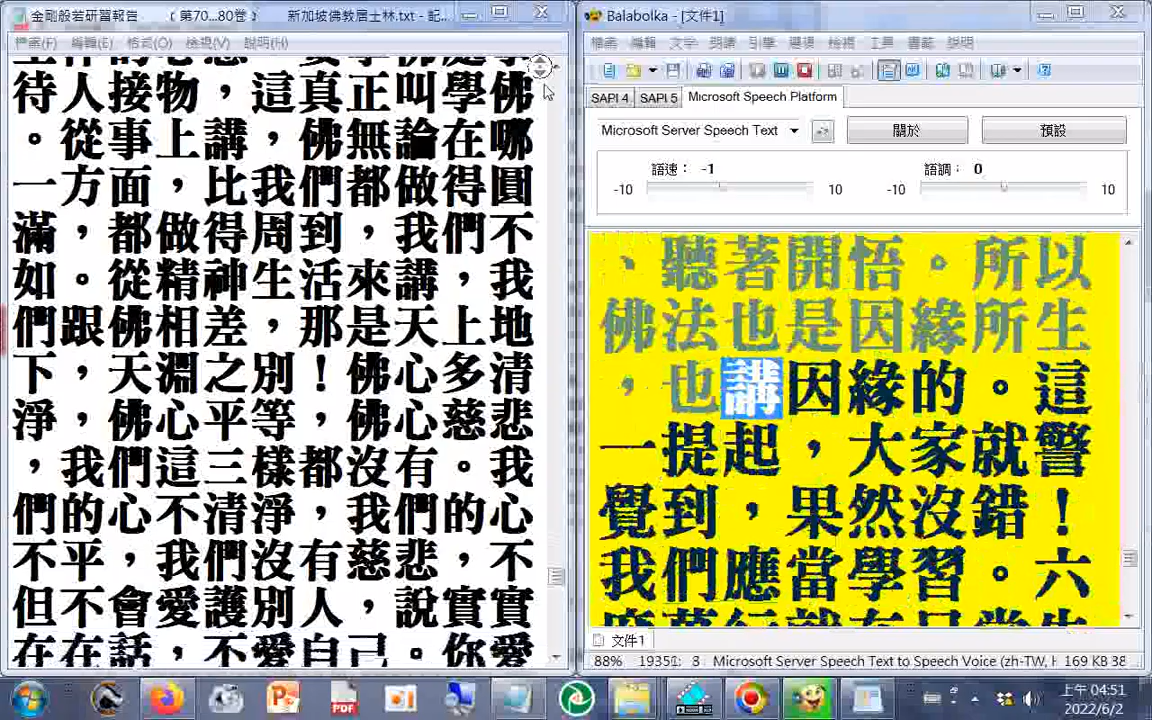 金剛般若研習報告 （ 第70...80卷 ） 新加坡佛教居士林.txt - 記...
檔案(F) 編輯(E) 格式(O) 檢視(V) 說明(H)
待人接物，這真正叫學佛
。從事上講，佛無論在哪
一方面，比我們都做得圓
滿，都做得周到，我們不
如。從精神生活來講，我
們跟佛相差，那是天上地
下，天淵之別！佛心多清
淨，佛心平等，佛心慈悲
，我們這三樣都沒有。我
們的心不清淨，我們的心
不平，我們沒有慈悲，不
但不會愛護別人，說實實
在在話，不愛自己。你愛
Balabolka - [文件1]
檔案 編輯 文字 朗讀 引擎 選項 檢視 工具 書籤 說明
SAPI 4 SAPI 5 Microsoft Speech Platform
Microsoft Server Speech Text 關於 預設
語速： -1 語調： 0
-10 10 -10 10
、聽著開悟。所以
佛法也是因緣所生
，也講因緣的。這
一提起，大家就警
覺到，果然沒錯！
我們應當學習。六
度萬行就在日常生
文件1
88% 19351: 3 Microsoft Server Speech Text to Speech Voice (zh-TW, H 169 KB 38
上午 04:51
2022/6/2